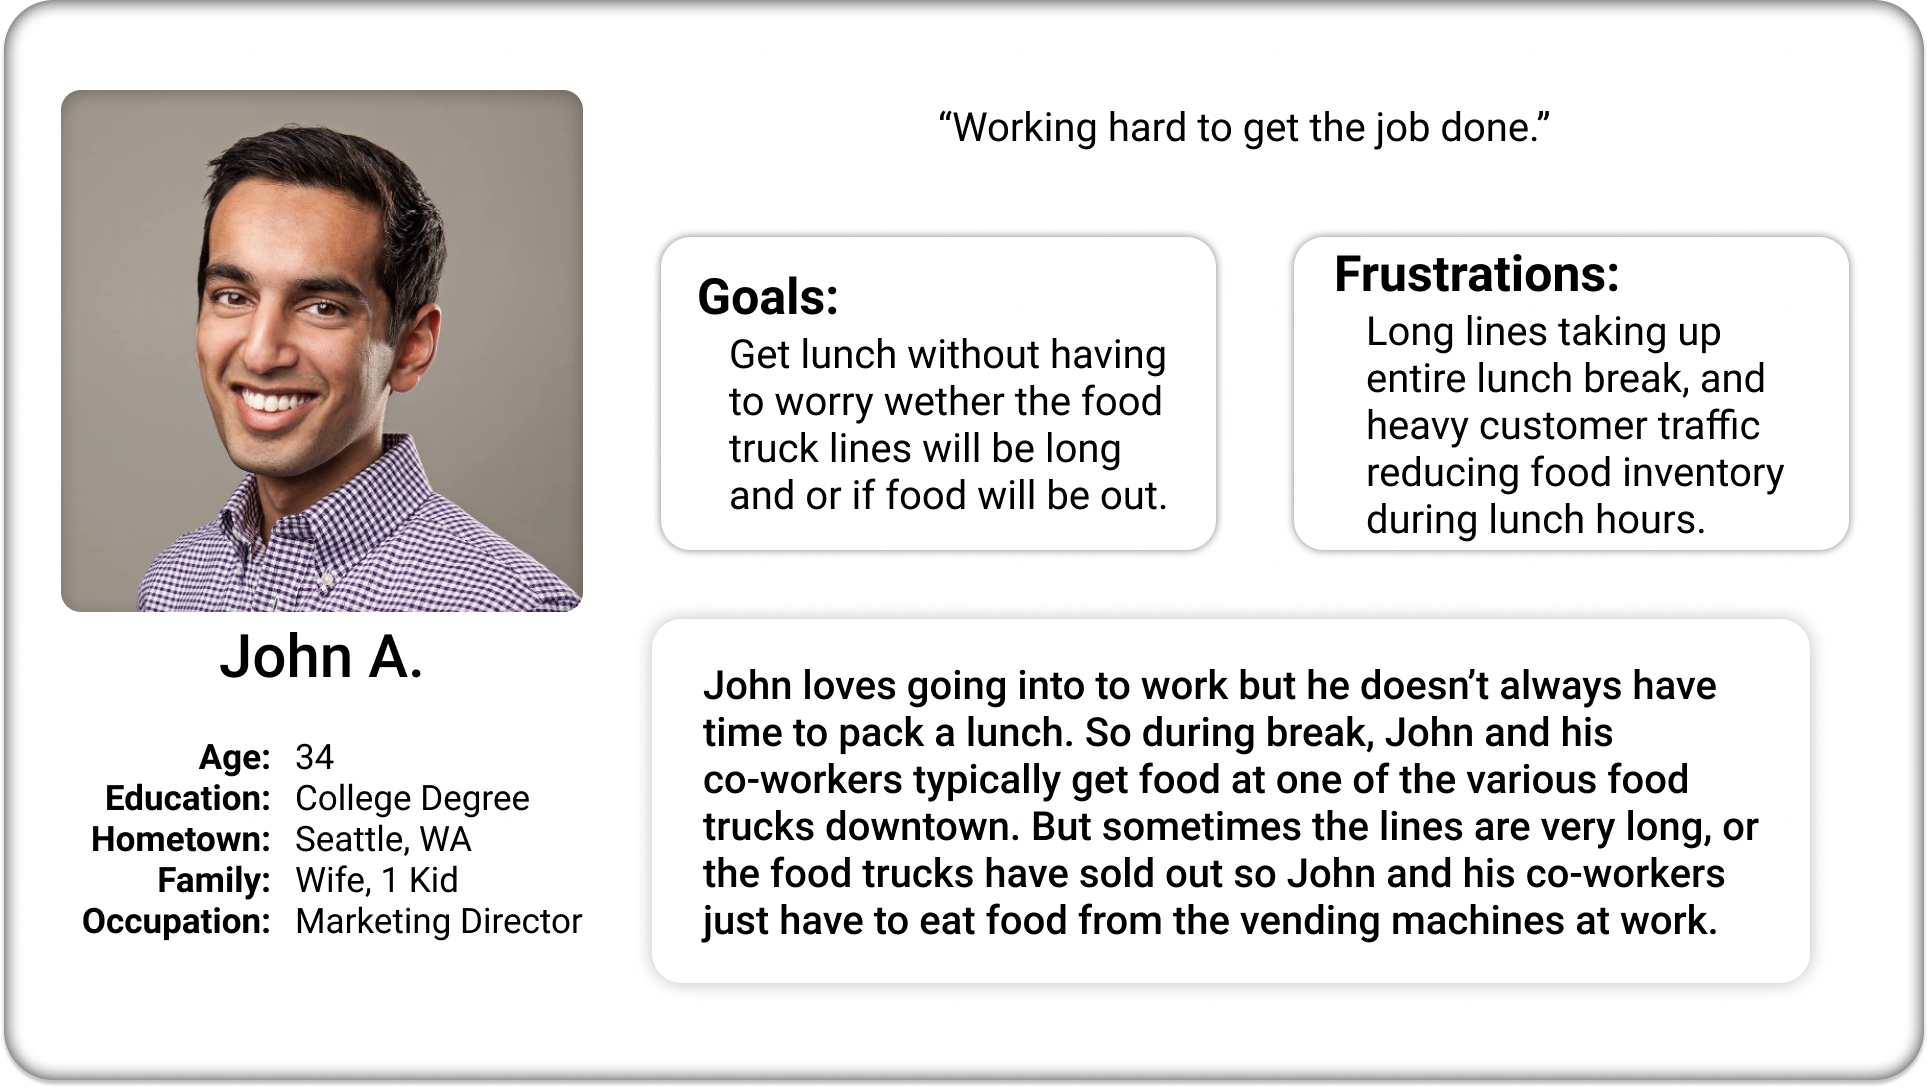 “Working hard to get the job done.”
Goals:
Get lunch without having
to worry wether the food
truck lines will be long
and or if food will be out.
Frustrations:
Long lines taking up
entire lunch break, and
heavy customer traffic
reducing food inventory
during lunch hours.
John A.
Age: 34
Education: College Degree
Hometown: Seattle, WA
Family: Wife, 1 Kid
Occupation: Marketing Director
John loves going into to work but he doesn’t always have
time to pack a lunch. So during break, John and his
co-workers typically get food at one of the various food
trucks downtown. But sometimes the lines are very long, or
the food trucks have sold out so John and his co-workers
just have to eat food from the vending machines at work.